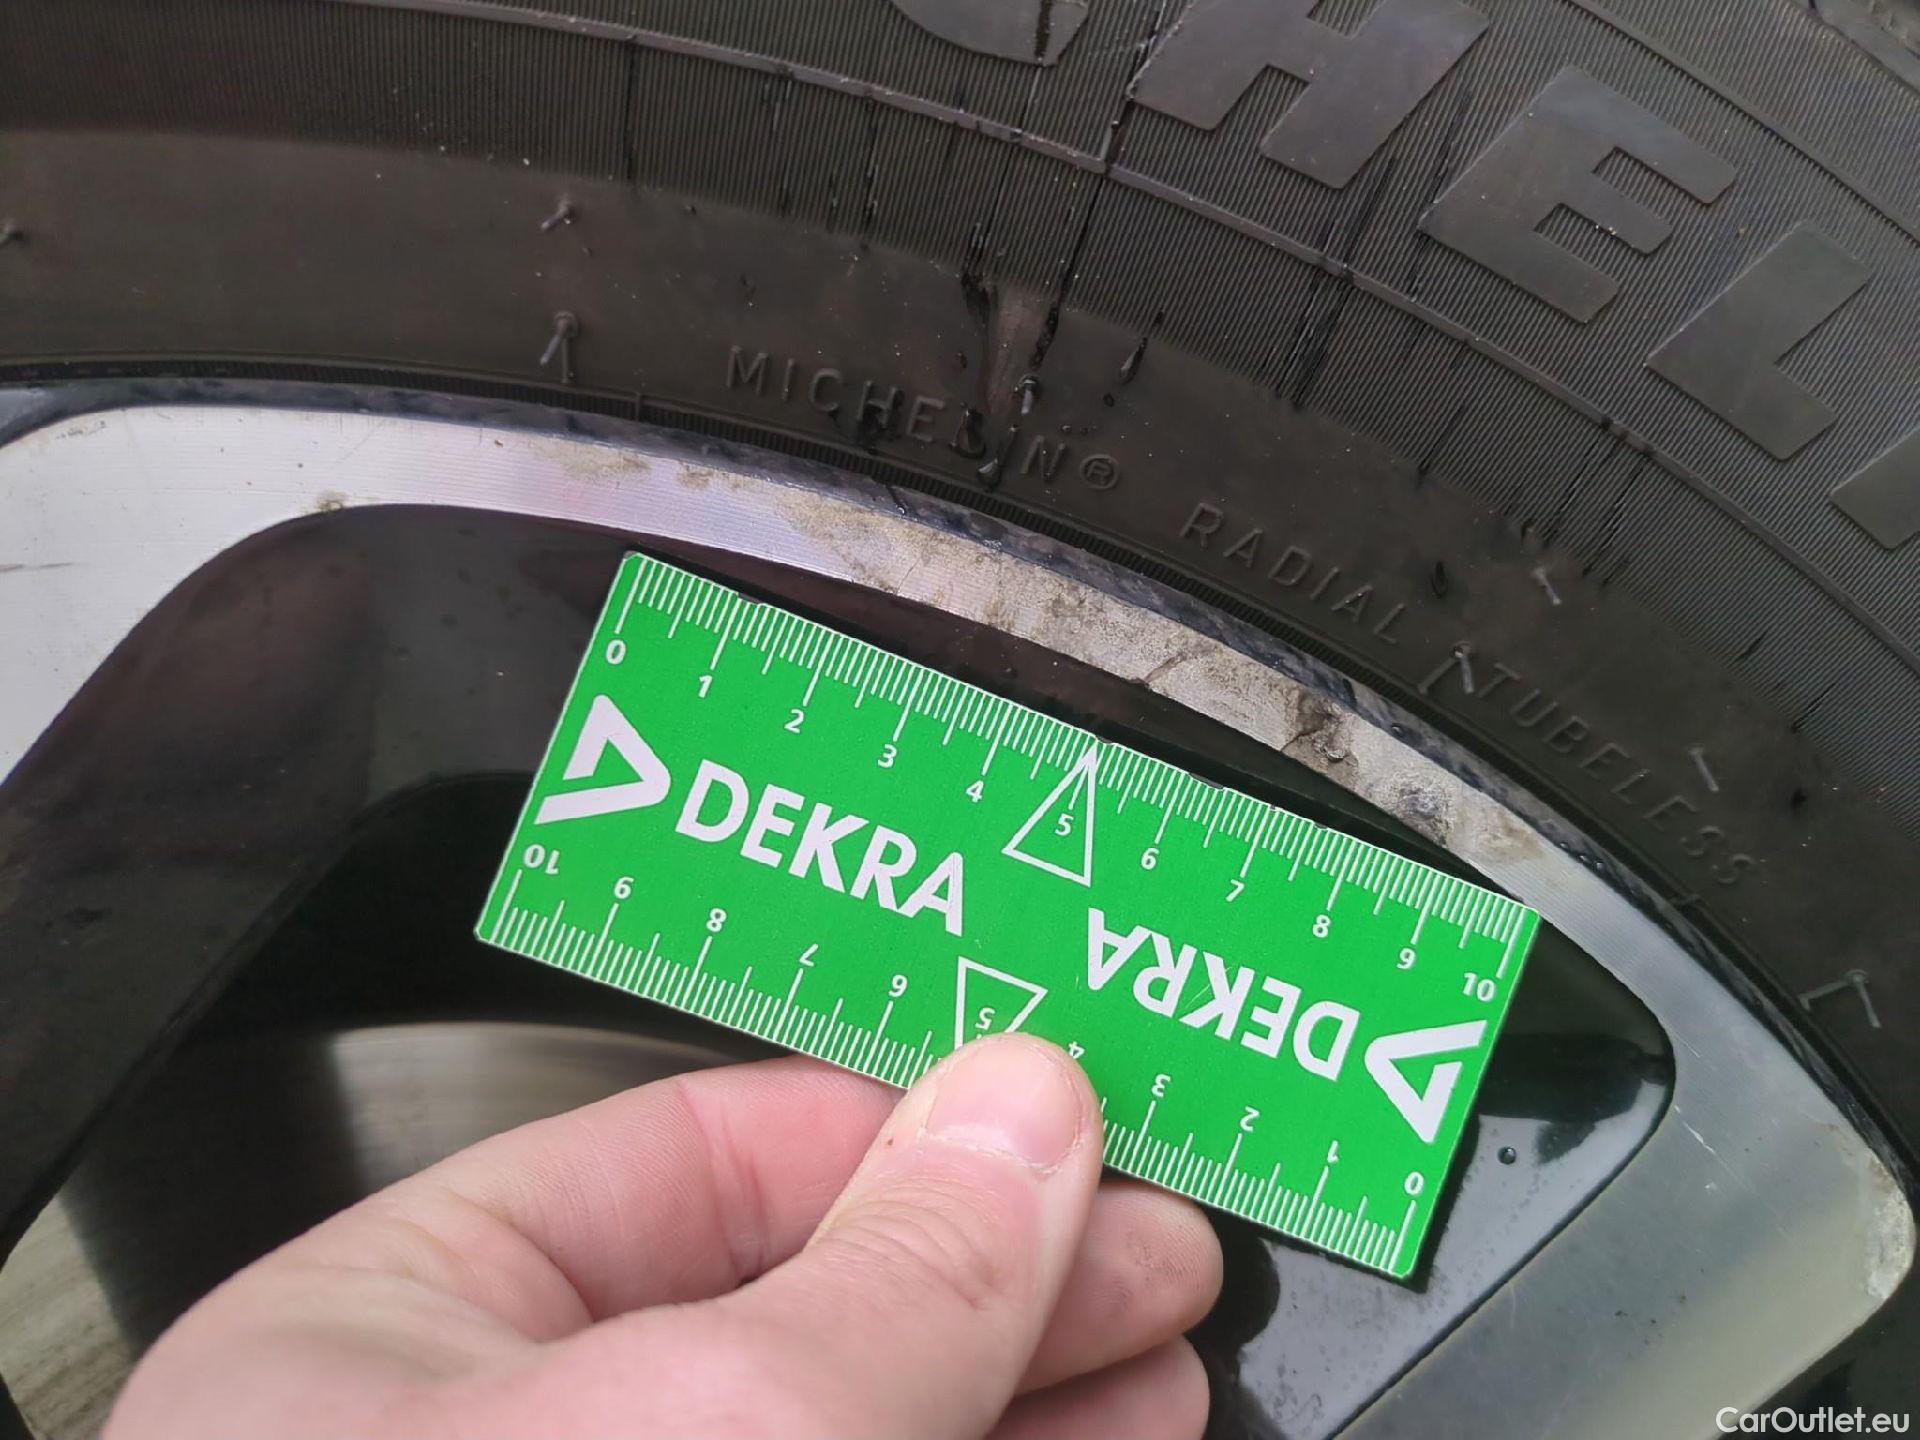 CHELI
MICHELIN® RADIAL TUBELESS
0 1 2 3 4 5 6 7 8 9 10
DEKRA
DEKRA
10 9 8 7 6 5 4 3 2 1 0
CarOutlet.eu